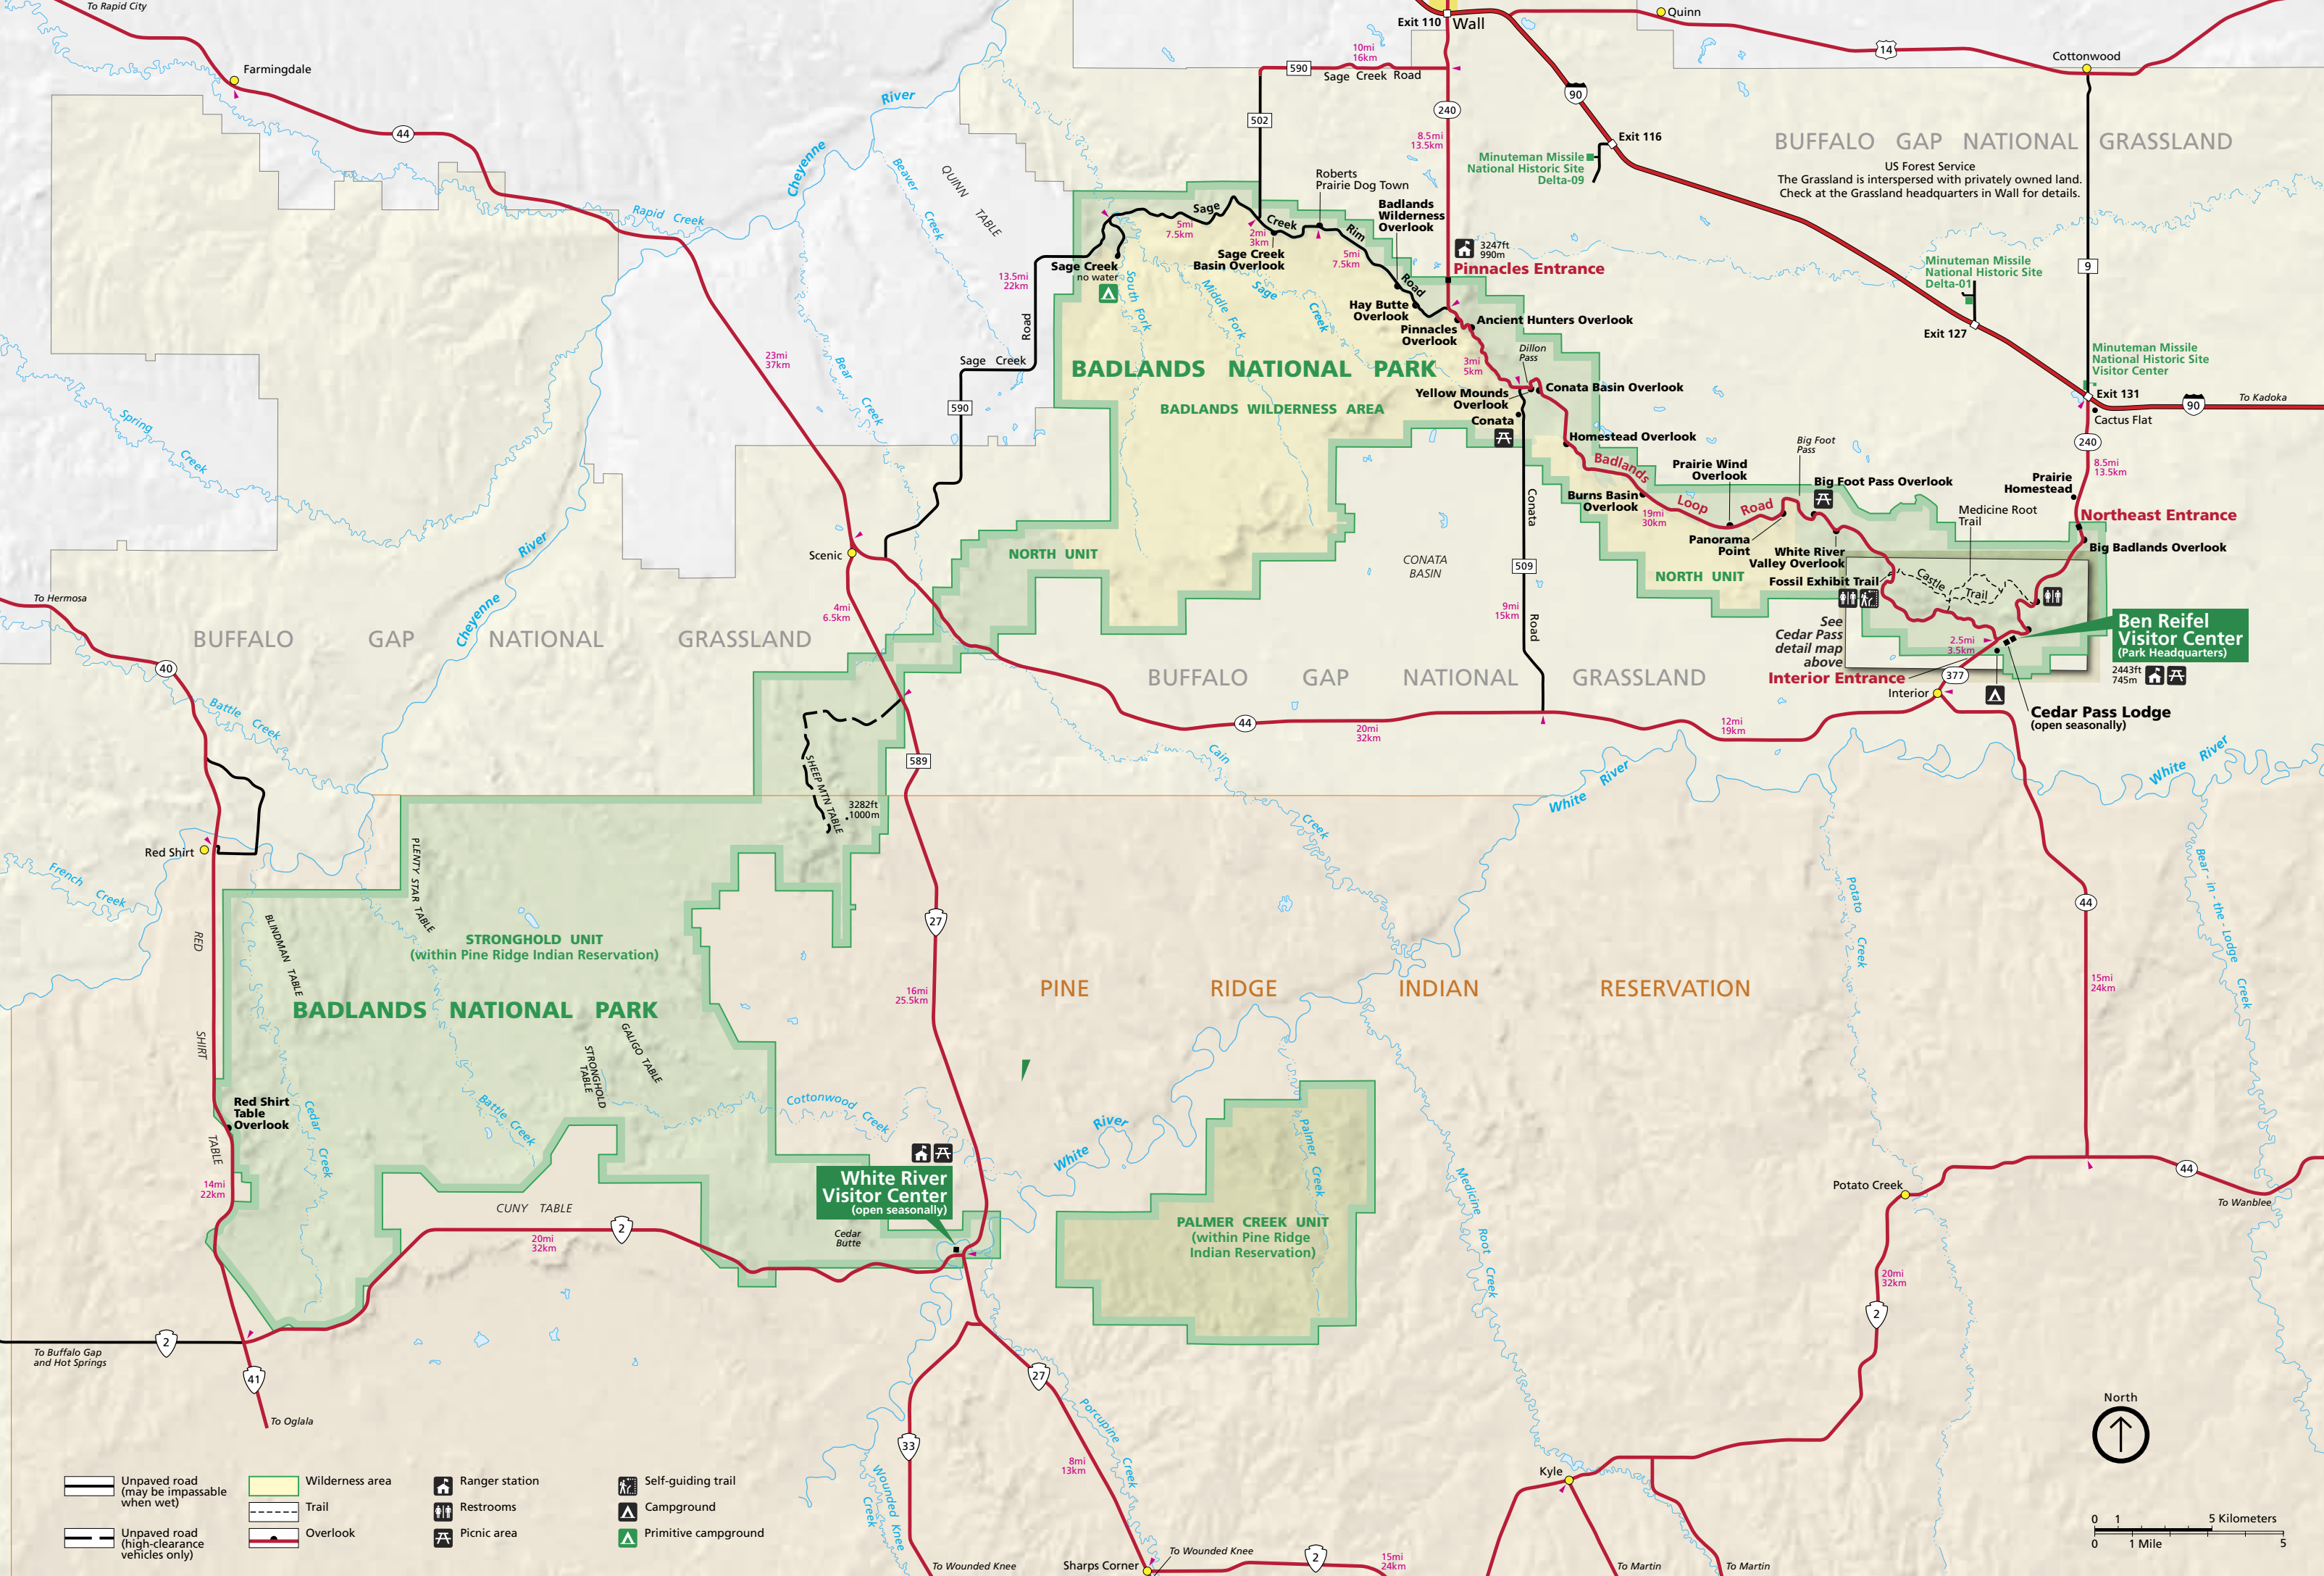 To Rapid City
Farmingdale
44
Rapid Creek
Cheyenne
River
Beaver
Creek
QUINN TABLE
Exit 110
Wall
10mi
16km
590
Sage Creek Road
502
240
8.5mi
13.5km
90
Exit 116
Quinn
14
Cottonwood
Minuteman Missile
National Historic Site
Delta-09
BUFFALO GAP NATIONAL GRASSLAND
US Forest Service
The Grassland is interspersed with privately owned land.
Check at the Grassland headquarters in Wall for details.
9
Minuteman Missile
National Historic Site
Delta-01
Exit 127
Minuteman Missile
National Historic Site
Visitor Center
Exit 131
90
To Kadoka
Cactus Flat
240
8.5mi
13.5km
Prairie
Homestead
Northeast Entrance
Big Badlands Overlook
Roberts
Prairie Dog Town
Badlands
Wilderness
Overlook
3247ft
990m
Pinnacles Entrance
Sage Creek Rim Road
5mi
7.5km
2mi
3km
5mi
7.5km
Sage Creek
no water
Sage Creek
Basin Overlook
Hay Butte
Overlook
Pinnacles
Overlook
Ancient Hunters Overlook
South Fork
Middle Fork
Sage Creek
13.5mi
22km
Road
Sage Creek
590
BADLANDS NATIONAL PARK
BADLANDS WILDERNESS AREA
3mi
5km
Dillon
Pass
Conata Basin Overlook
Yellow Mounds
Overlook
Conata
Homestead Overlook
Badlands Loop Road
Burns Basin
Overlook
19mi
30km
Prairie Wind
Overlook
Big Foot
Pass
Big Foot Pass Overlook
Panorama
Point
White River
Valley Overlook
Medicine Root
Trail
Fossil Exhibit Trail
Castle Trail
NORTH UNIT
NORTH UNIT
CONATA
BASIN
Conata Road
509
9mi
15km
See
Cedar Pass
detail map
above
2.5mi
3.5km
Interior Entrance
377
Interior
Ben Reifel
Visitor Center
(Park Headquarters)
2443ft
745m
Cedar Pass Lodge
(open seasonally)
23mi
37km
Bear Creek
Spring Creek
Cheyenne River
Scenic
4mi
6.5km
To Hermosa
BUFFALO GAP NATIONAL GRASSLAND
BUFFALO GAP NATIONAL GRASSLAND
40
Battle Creek
44
20mi
32km
12mi
19km
589
SHEEP MTN TABLE
3282ft
1000m
Cain Creek
White River
White River
Red Shirt
French Creek
PLENTY STAR TABLE
BLINDMAN TABLE
RED SHIRT TABLE
STRONGHOLD UNIT
(within Pine Ridge Indian Reservation)
BADLANDS NATIONAL PARK
GALIGO TABLE
STRONGHOLD
TABLE
27
16mi
25.5km
PINE RIDGE INDIAN RESERVATION
Potato Creek
Bear-in-the-Lodge Creek
44
15mi
24km
Red Shirt
Table
Overlook
Cedar Creek
Battle Creek
Cottonwood Creek
14mi
22km
CUNY TABLE
2
20mi
32km
White River
Visitor Center
(open seasonally)
Cedar
Butte
White River
Palmer Creek
PALMER CREEK UNIT
(within Pine Ridge
Indian Reservation)
Medicine Root Creek
Potato Creek
44
To Wanblee
20mi
32km
2
2
To Buffalo Gap
and Hot Springs
41
To Oglala
27
33
Porcupine Creek
Wounded Knee
Creek
8mi
13km
Kyle
Sharps Corner
To Wounded Knee
To Wounded Knee
2
15mi
24km
To Martin
To Martin
North
0 1 5 Kilometers
0 1 Mile 5
Unpaved road
(may be impassable
when wet)
Unpaved road
(high-clearance
vehicles only)
Wilderness area
Trail
Overlook
Ranger station
Restrooms
Picnic area
Self-guiding trail
Campground
Primitive campground